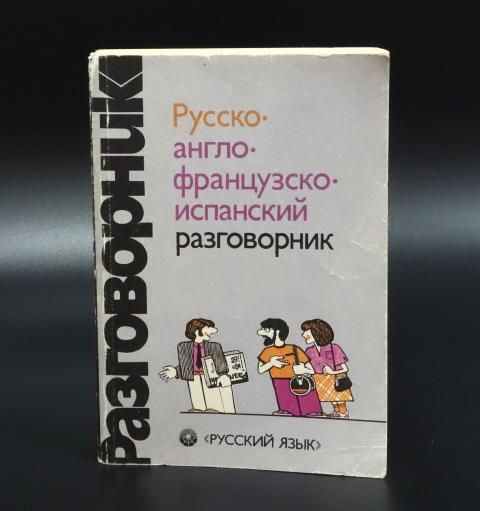 Разговорник
Русско-
англо-
французско-
испанский
разговорник
«РУССКИЙ ЯЗЫК»